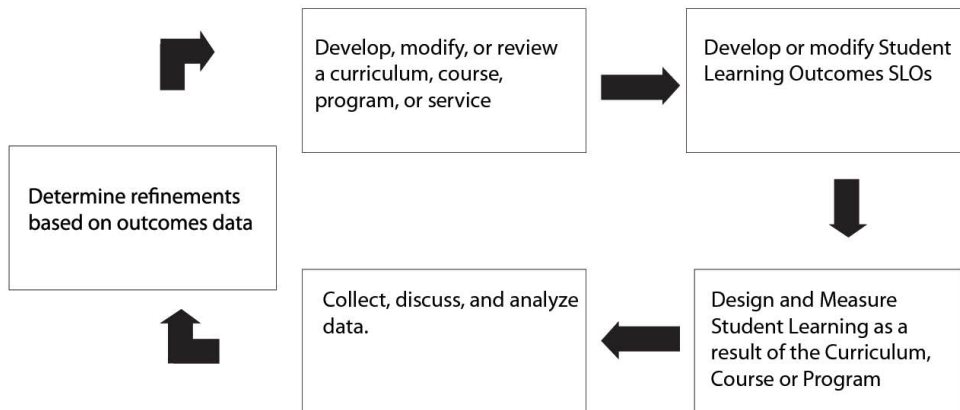 Develop, modify, or review
a curriculum, course,
program, or service
Develop or modify Student
Learning Outcomes SLOs
Determine refinements
based on outcomes data
Collect, discuss, and analyze
data.
Design and Measure
Student Learning as a
result of the Curriculum,
Course or Program